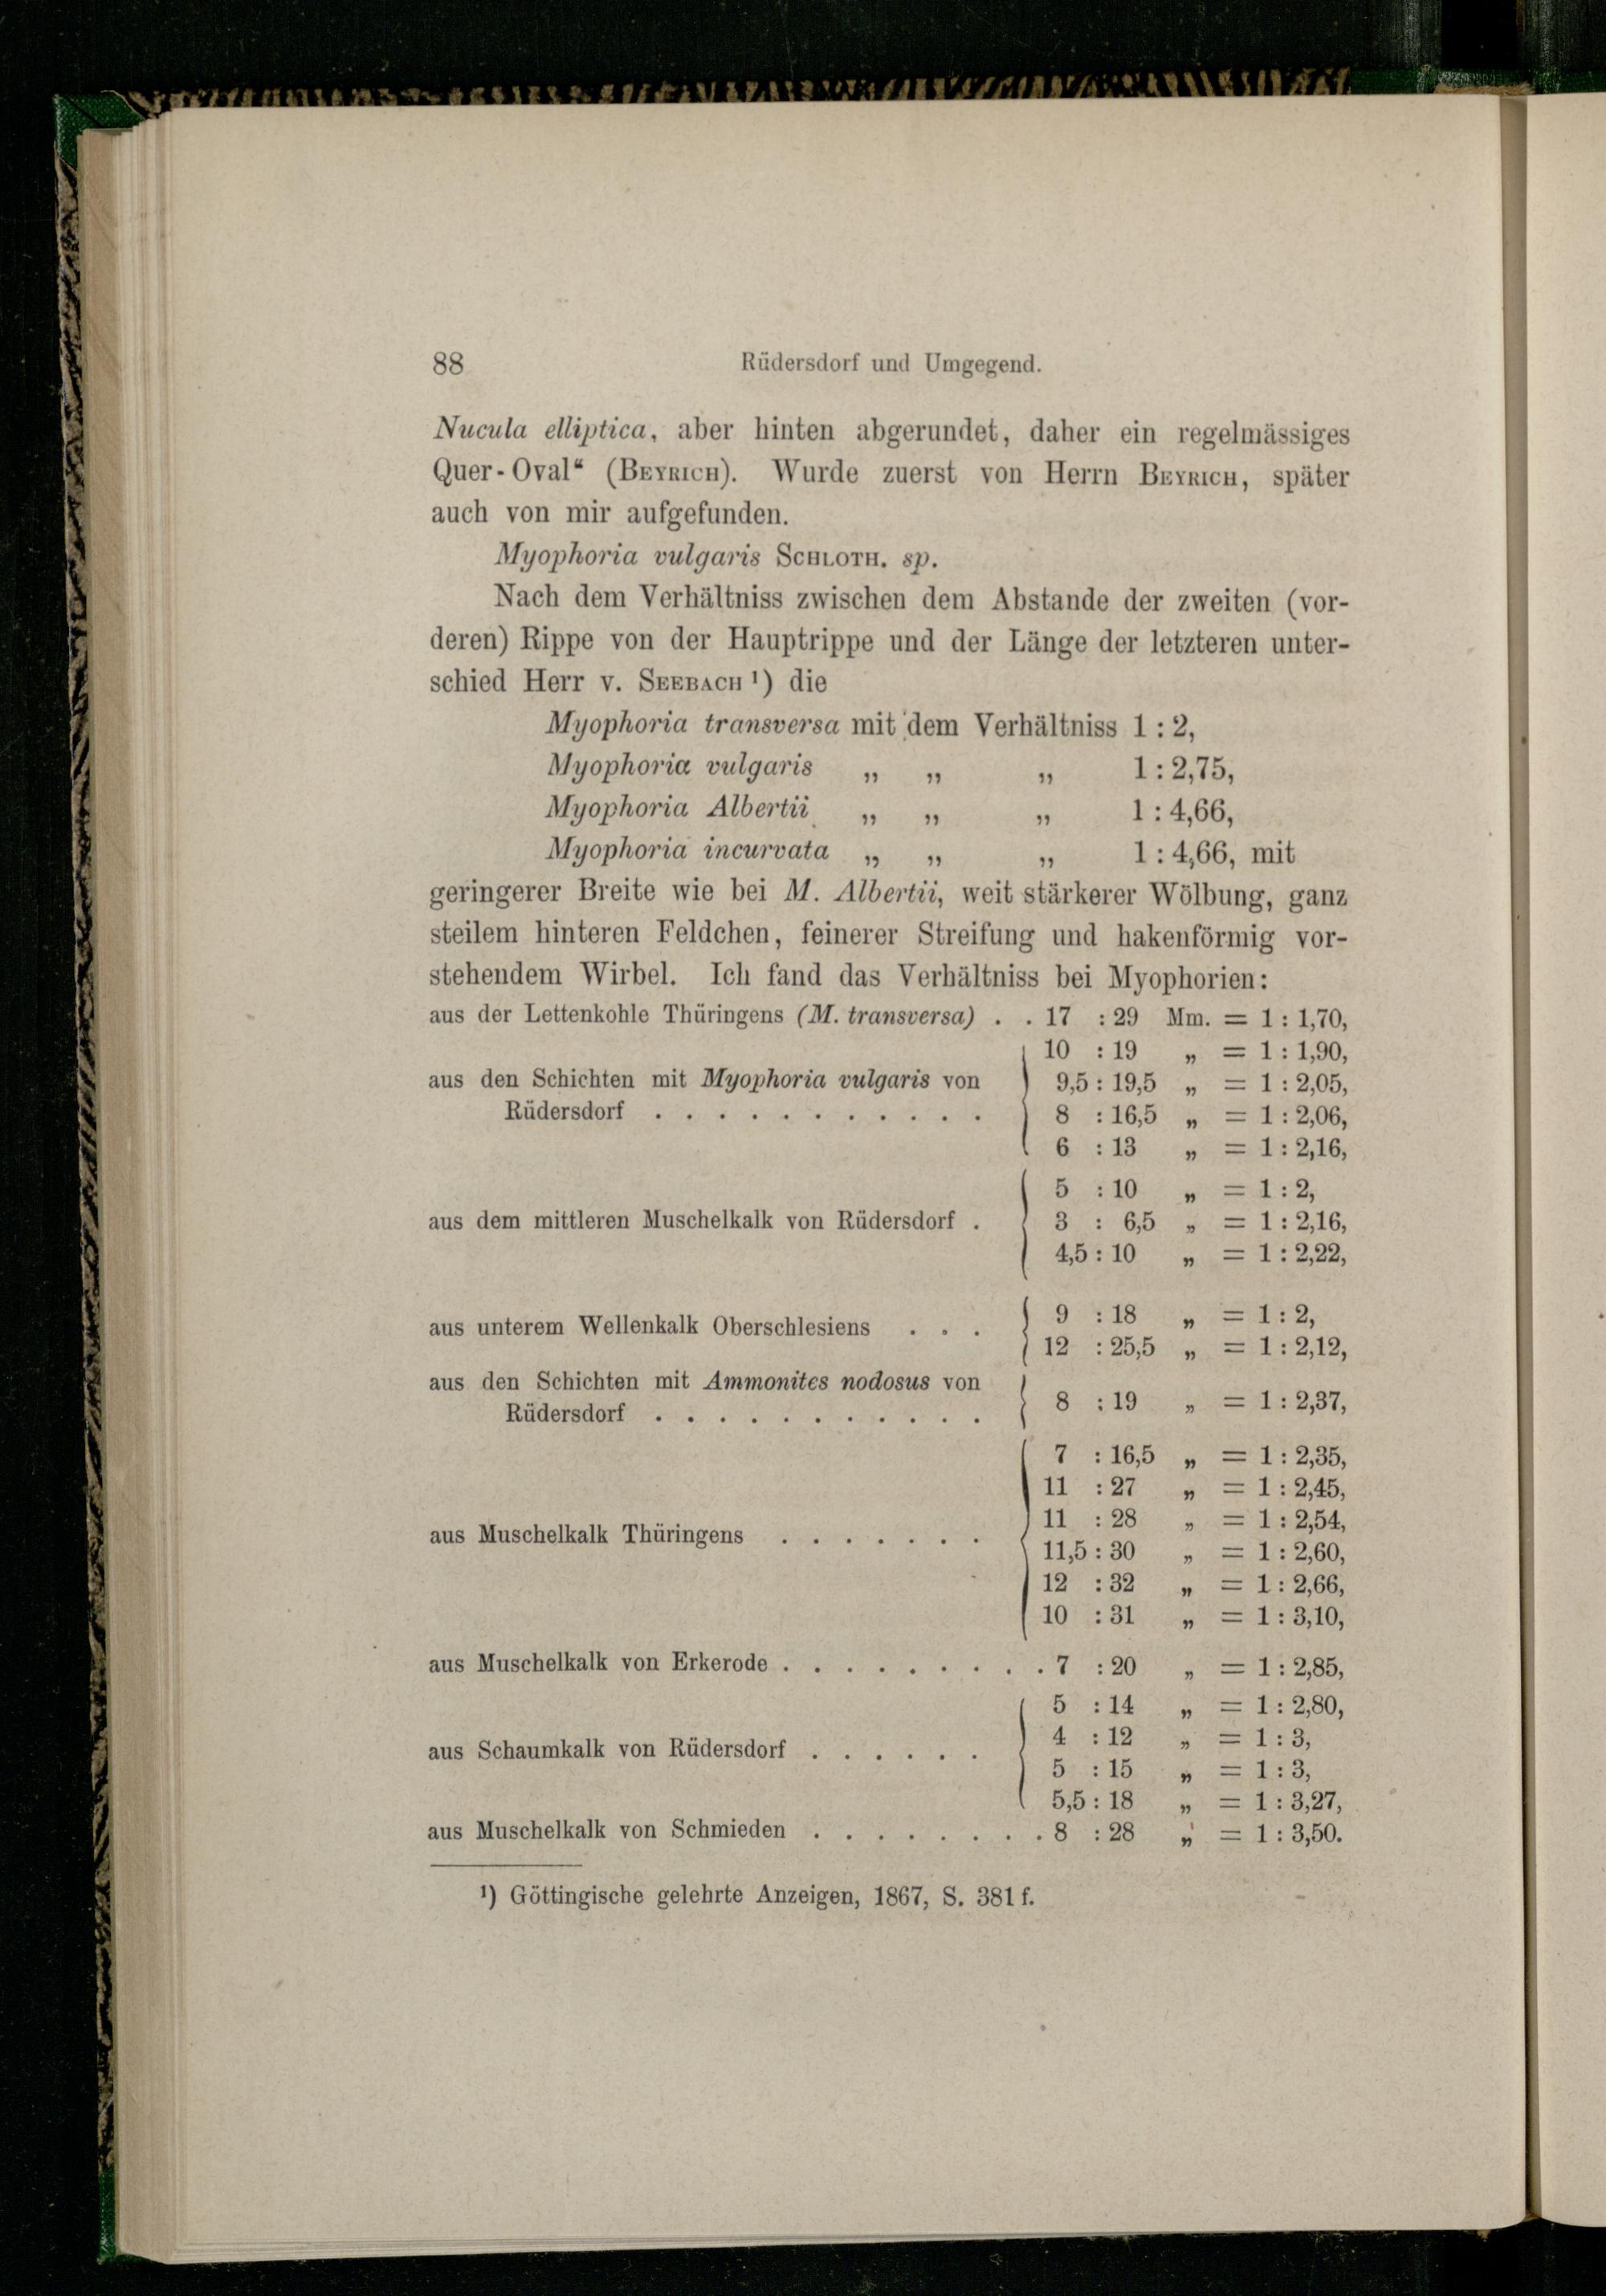 88 Rüdersdorf und Umgegend.
Nucula elliptica, aber hinten abgerundet, daher ein regelmässiges
Quer-Oval“ (BEYRICH). Wurde zuerst von Herrn BEYRICH, später
auch von mir aufgefunden.
Myophoria vulgaris SCHLOTH. sp.
Nach dem Verhältniss zwischen dem Abstande der zweiten (vor-
deren) Rippe von der Hauptrippe und der Länge der letzteren unter-
schied Herr v. SEEBACH ¹) die
Myophoria transversa mit dem Verhältniss 1 : 2,
Myophoria vulgaris „ „ „ 1 : 2,75,
Myophoria Albertii „ „ „ 1 : 4,66,
Myophoria incurvata „ „ „ 1 : 4,66, mit
geringerer Breite wie bei M. Albertii, weit stärkerer Wölbung, ganz
steilem hinteren Feldchen, feinerer Streifung und hakenförmig vor-
stehendem Wirbel. Ich fand das Verhältniss bei Myophorien:
aus der Lettenkohle Thüringens (M. transversa) . . 17 : 29 Mm. = 1 : 1,70,
10 : 19 „ = 1 : 1,90,
aus den Schichten mit Myophoria vulgaris von 9,5 : 19,5 „ = 1 : 2,05,
Rüdersdorf . . . . . . . . . . . 8 : 16,5 „ = 1 : 2,06,
6 : 13 „ = 1 : 2,16,
5 : 10 „ = 1 : 2,
aus dem mittleren Muschelkalk von Rüdersdorf . 3 : 6,5 „ = 1 : 2,16,
4,5 : 10 „ = 1 : 2,22,
9 : 18 „ = 1 : 2,
aus unterem Wellenkalk Oberschlesiens . . .
12 : 25,5 „ = 1 : 2,12,
aus den Schichten mit Ammonites nodosus von
8 : 19 „ = 1 : 2,37,
Rüdersdorf . . . . . . . . . . .
7 : 16,5 „ = 1 : 2,35,
11 : 27 „ = 1 : 2,45,
11 : 28 „ = 1 : 2,54,
aus Muschelkalk Thüringens . . . . . . .
11,5 : 30 „ = 1 : 2,60,
12 : 32 „ = 1 : 2,66,
10 : 31 „ = 1 : 3,10,
aus Muschelkalk von Erkerode . . . . . . . . . 7 : 20 „ = 1 : 2,85,
5 : 14 „ = 1 : 2,80,
4 : 12 „ = 1 : 3,
aus Schaumkalk von Rüdersdorf . . . . . .
5 : 15 „ = 1 : 3,
5,5 : 18 „ = 1 : 3,27,
aus Muschelkalk von Schmieden . . . . . . . . 8 : 28 „ = 1 : 3,50.
¹) Göttingische gelehrte Anzeigen, 1867, S. 381 f.